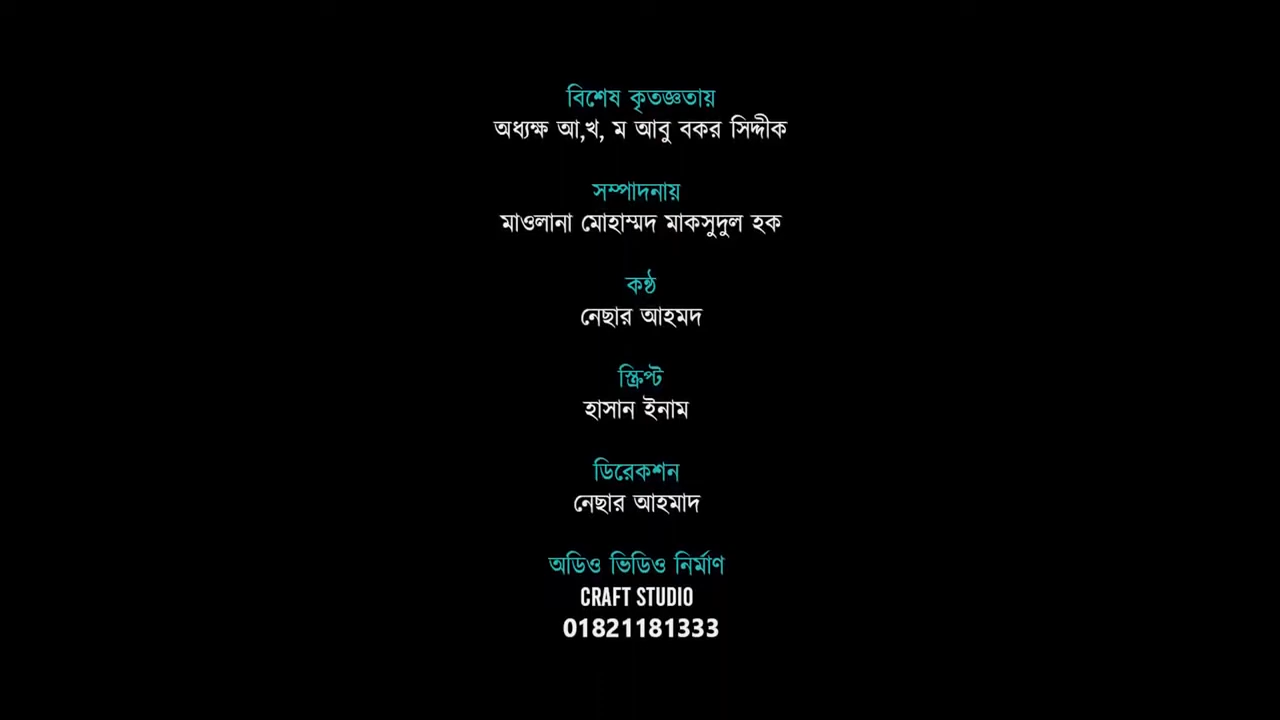 বিশেষ কৃতজ্ঞতায়
অধ্যক্ষ আ,খ, ম আবু বকর সিদ্দীক
সম্পাদনায়
মাওলানা মোহাম্মদ মাকসুদুল হক
কন্ঠ
নেছার আহমদ
স্ক্রিপ্ট
হাসান ইনাম
ডিরেকশন
নেছার আহমাদ
অডিও ভিডিও নির্মাণ
CRAFT STUDIO
01821181333